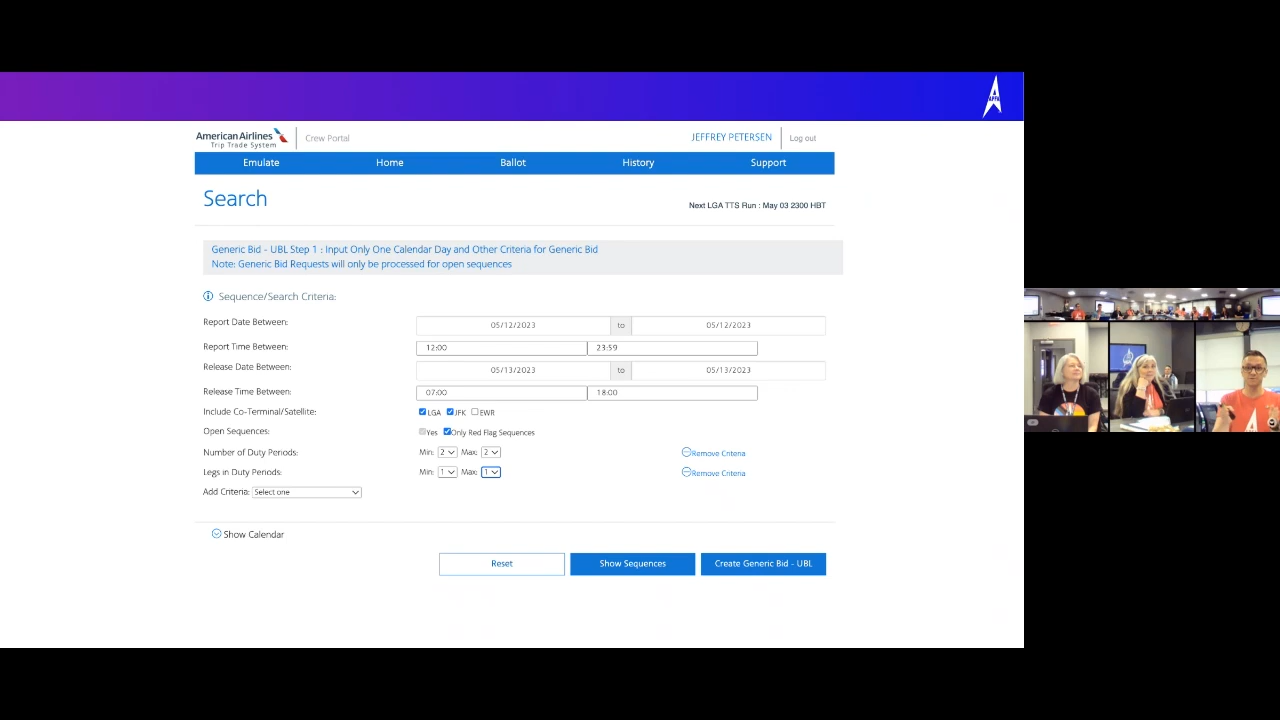 APFA
American Airlines
Trip Trade System
Crew Portal
JEFFREY PETERSEN
Log out
Emulate Home Ballot History Support
Search
Next LGA TTS Run : May 03 2300 HBT
Generic Bid - UBL Step 1 : Input Only One Calendar Day and Other Criteria for Generic Bid
Note: Generic Bid Requests will only be processed for open sequences
Sequence/Search Criteria:
Report Date Between: 05/12/2023 to 05/12/2023
Report Time Between: 12:00 23:59
Release Date Between: 05/13/2023 to 05/13/2023
Release Time Between: 07:00 18:00
Include Co-Terminal/Satellite: LGA JFK EWR
Open Sequences: Yes Only Red Flag Sequences
Number of Duty Periods: Min: 2 Max: 2 Remove Criteria
Legs in Duty Periods: Min: 1 Max: 1 Remove Criteria
Add Criteria: Select one
Show Calendar
Reset Show Sequences Create Generic Bid - UBL